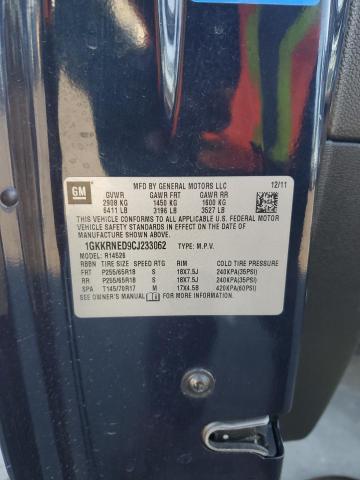 GM
MFD BY GENERAL MOTORS LLC 12/11
GVWR GAWR FRT GAWR RR
2908 KG 1450 KG 1600 KG
6411 LB 3196 LB 3527 LB
THIS VEHICLE CONFORMS TO ALL APPLICABLE U.S. FEDERAL MOTOR
VEHICLE SAFETY AND THEFT PREVENTION STANDARDS IN EFFECT ON
THE DATE OF MANUFACTURE SHOWN ABOVE.
1GKKRNED9CJ233062 TYPE: M.P.V.
MODEL: R14526
RBBN TIRE SIZE SPEED RTG RIM COLD TIRE PRESSURE
FRT P255/65R18 S 18X7.5J 240KPA(35PSI)
RR P255/65R18 S 18X7.5J 240KPA(35PSI)
SPA T145/70R17 M 17X4.5B 420KPA(60PSI)
SEE OWNER'S MANUAL FOR MORE INFORMATION.